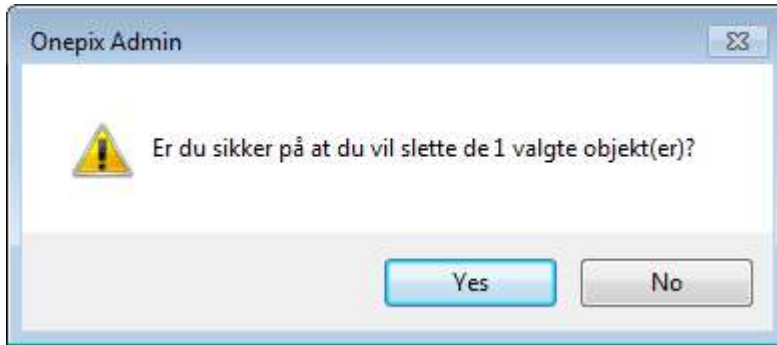 Onepix Admin
Er du sikker på at du vil slette de 1 valgte objekt(er)?
Yes
No